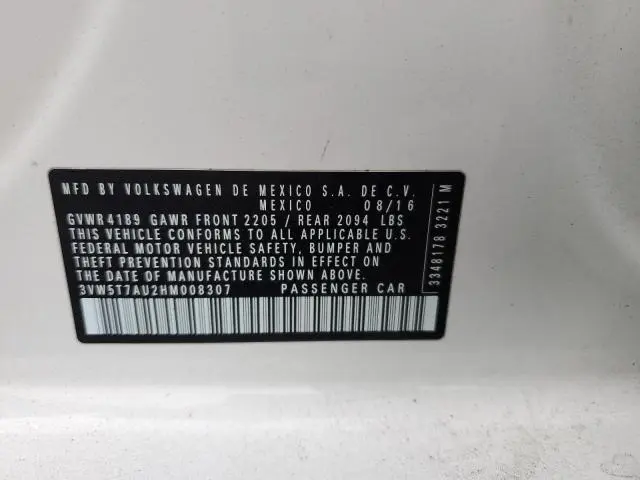 MFD BY VOLKSWAGEN DE MEXICO S.A. DE C.V.
MEXICO 08/16
GVWR 4189 GAWR FRONT 2205 / REAR 2094 LBS
THIS VEHICLE CONFORMS TO ALL APPLICABLE U.S.
FEDERAL MOTOR VEHICLE SAFETY, BUMPER AND
THEFT PREVENTION STANDARDS IN EFFECT ON
THE DATE OF MANUFACTURE SHOWN ABOVE
3VW5T7AU2HM008307 PASSENGER CAR
3348178 3221 M